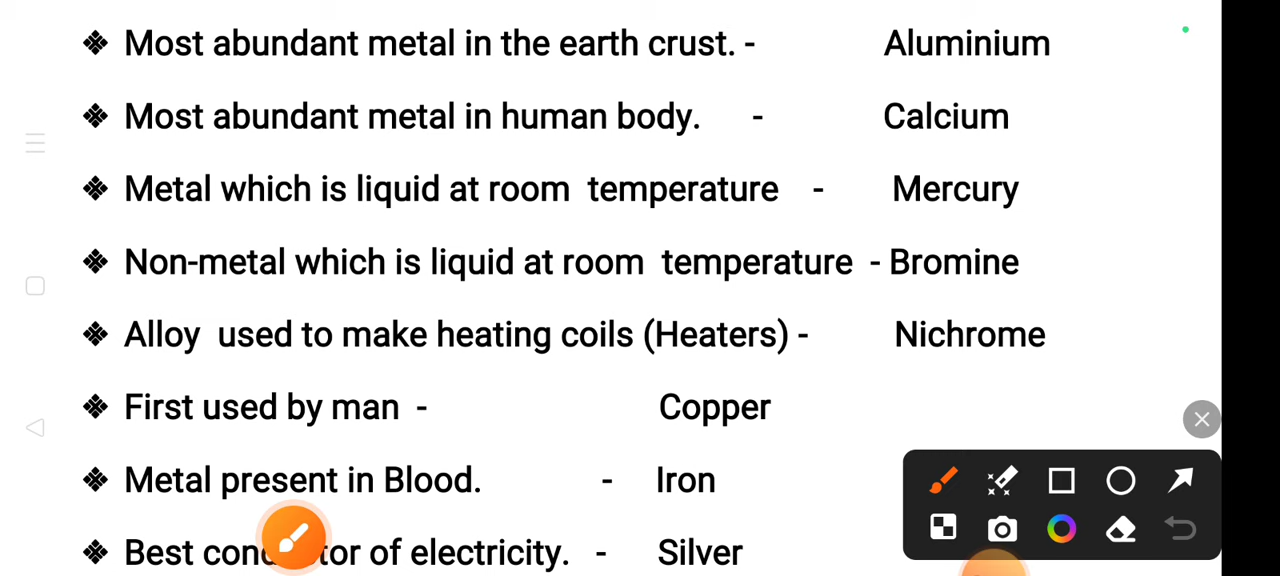 ❖ Most abundant metal in the earth crust. - Aluminium
❖ Most abundant metal in human body. - Calcium
❖ Metal which is liquid at room temperature - Mercury
❖ Non-metal which is liquid at room temperature - Bromine
❖ Alloy used to make heating coils (Heaters) - Nichrome
❖ First used by man - Copper
❖ Metal present in Blood. - Iron
❖ Best of electricity. - Silver